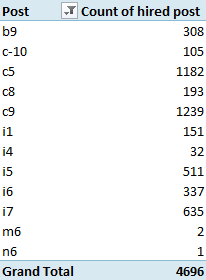 Post Count of hired post
b9 308
c-10 105
c5 1182
c8 193
c9 1239
i1 151
i4 32
i5 511
i6 337
i7 635
m6 2
n6 1
Grand Total 4696